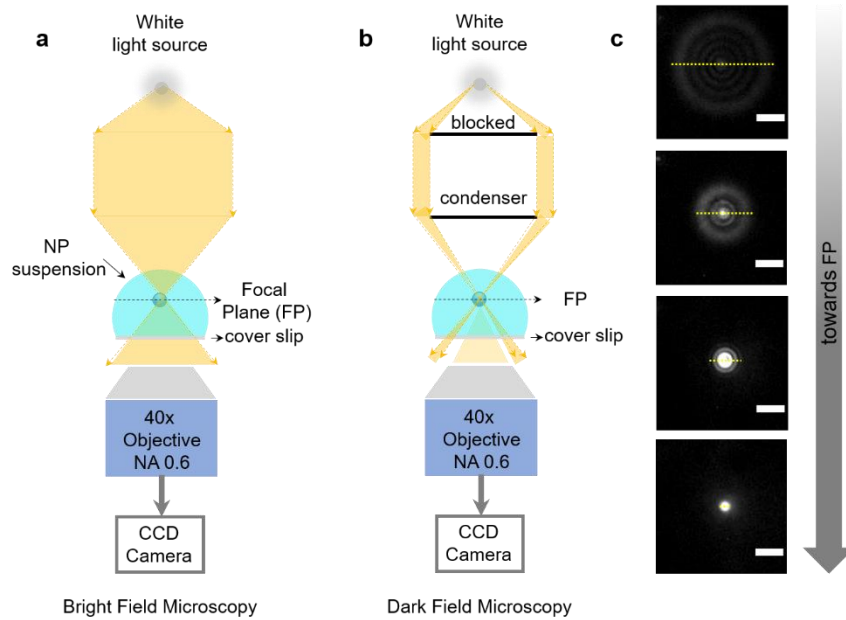 a
White
light source
NP
suspension
Focal
Plane (FP)
cover slip
40x
Objective
NA 0.6
CCD
Camera
Bright Field Microscopy
b
White
light source
blocked
condenser
FP
cover slip
40x
Objective
NA 0.6
CCD
Camera
Dark Field Microscopy
c
towards FP